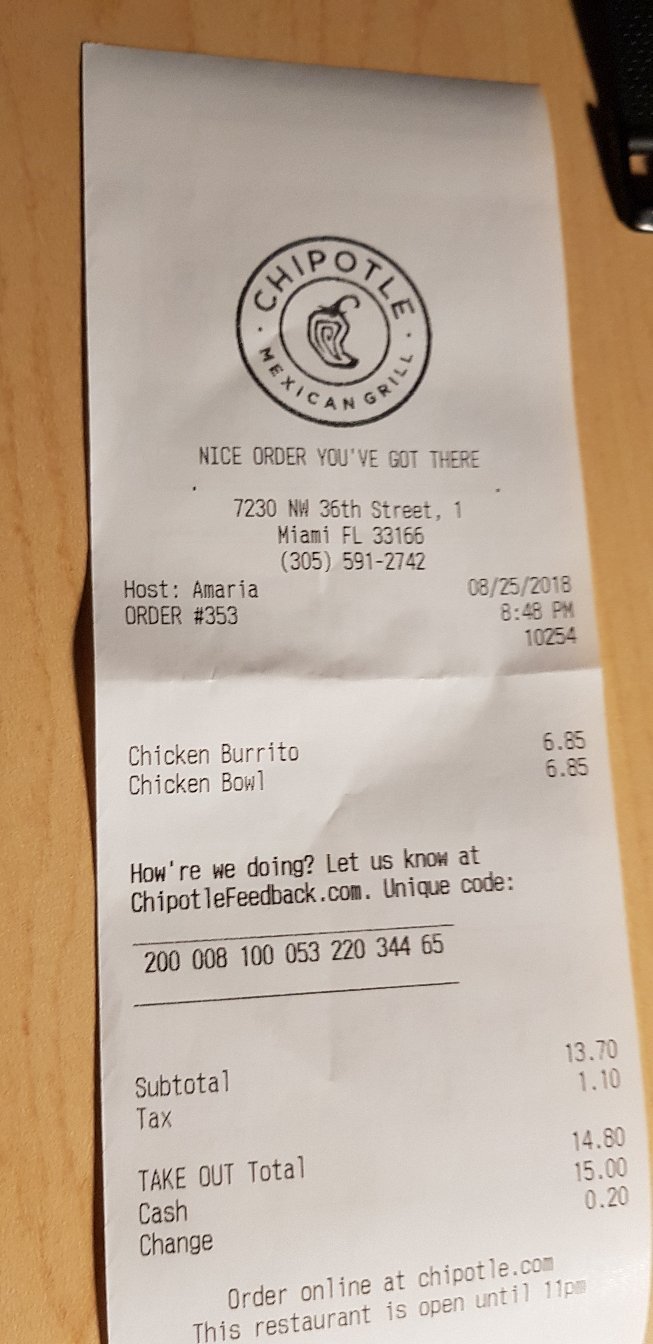 CHIPOTLE
MEXICAN GRILL
NICE ORDER YOU'VE GOT THERE
7230 NW 36th Street, 1
Miami FL 33166
(305) 591-2742
Host: Amaria 08/25/2018
ORDER #353 8:48 PM
10254
Chicken Burrito 6.85
Chicken Bowl 6.85
How're we doing? Let us know at
ChipotleFeedback.com. Unique code:
200 008 100 053 220 344 65
Subtotal 13.70
Tax 1.10
TAKE OUT Total 14.80
Cash 15.00
Change 0.20
Order online at chipotle.com
This restaurant is open until 11pm